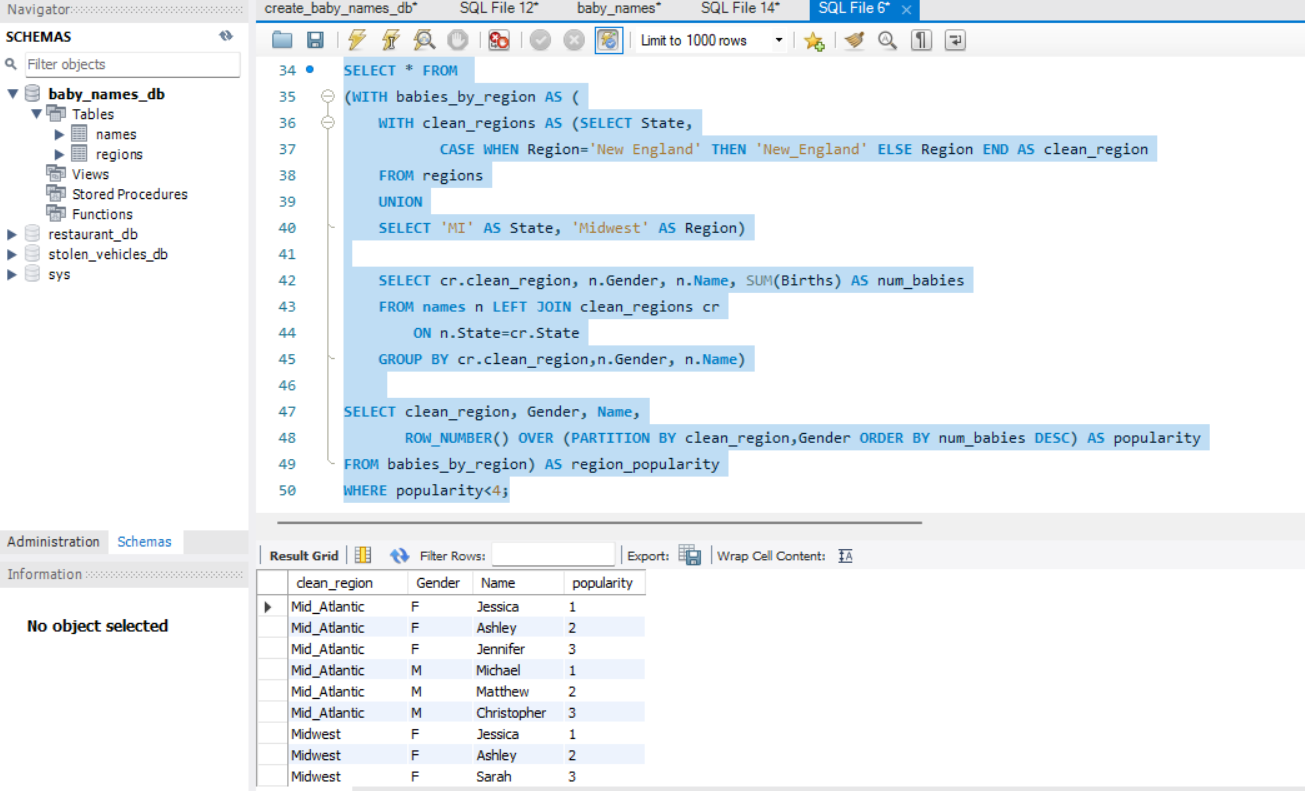 Navigator
create_baby_names_db* SQL File 12* baby_names* SQL File 14* SQL File 6* ×
SCHEMAS
Limit to 1000 rows
Filter objects
baby_names_db
Tables
names
regions
Views
Stored Procedures
Functions
restaurant_db
stolen_vehicles_db
sys
34 SELECT * FROM
35 (WITH babies_by_region AS (
36 WITH clean_regions AS (SELECT State,
37 CASE WHEN Region='New England' THEN 'New_England' ELSE Region END AS clean_region
38 FROM regions
39 UNION
40 SELECT 'MI' AS State, 'Midwest' AS Region)
41
42 SELECT cr.clean_region, n.Gender, n.Name, SUM(Births) AS num_babies
43 FROM names n LEFT JOIN clean_regions cr
44 ON n.State=cr.State
45 GROUP BY cr.clean_region,n.Gender, n.Name)
46
47 SELECT clean_region, Gender, Name,
48 ROW_NUMBER() OVER (PARTITION BY clean_region,Gender ORDER BY num_babies DESC) AS popularity
49 FROM babies_by_region) AS region_popularity
50 WHERE popularity<4;
Administration Schemas
Information
No object selected
Result Grid Filter Rows: Export: Wrap Cell Content: IA
clean_region Gender Name popularity
Mid_Atlantic F Jessica 1
Mid_Atlantic F Ashley 2
Mid_Atlantic F Jennifer 3
Mid_Atlantic M Michael 1
Mid_Atlantic M Matthew 2
Mid_Atlantic M Christopher 3
Midwest F Jessica 1
Midwest F Ashley 2
Midwest F Sarah 3